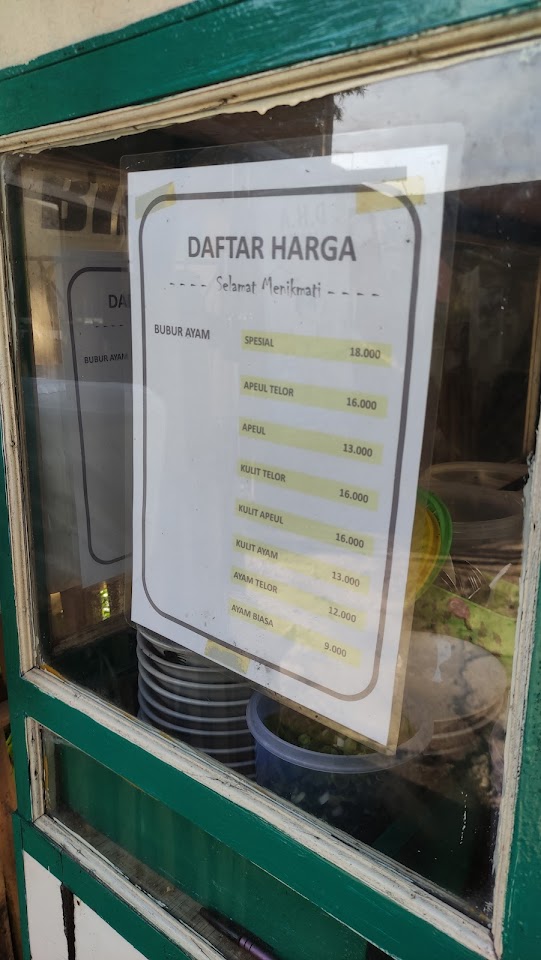 DAFTAR HARGA
- - - - Selamat Menikmati - - - -
BUBUR AYAM
SPESIAL 18.000
APEUL TELOR 16.000
APEUL 13.000
KULIT TELOR 16.000
KULIT APEUL 16.000
KULIT AYAM 13.000
AYAM TELOR 12.000
AYAM BIASA 9.000
DA
BUBUR AYAM